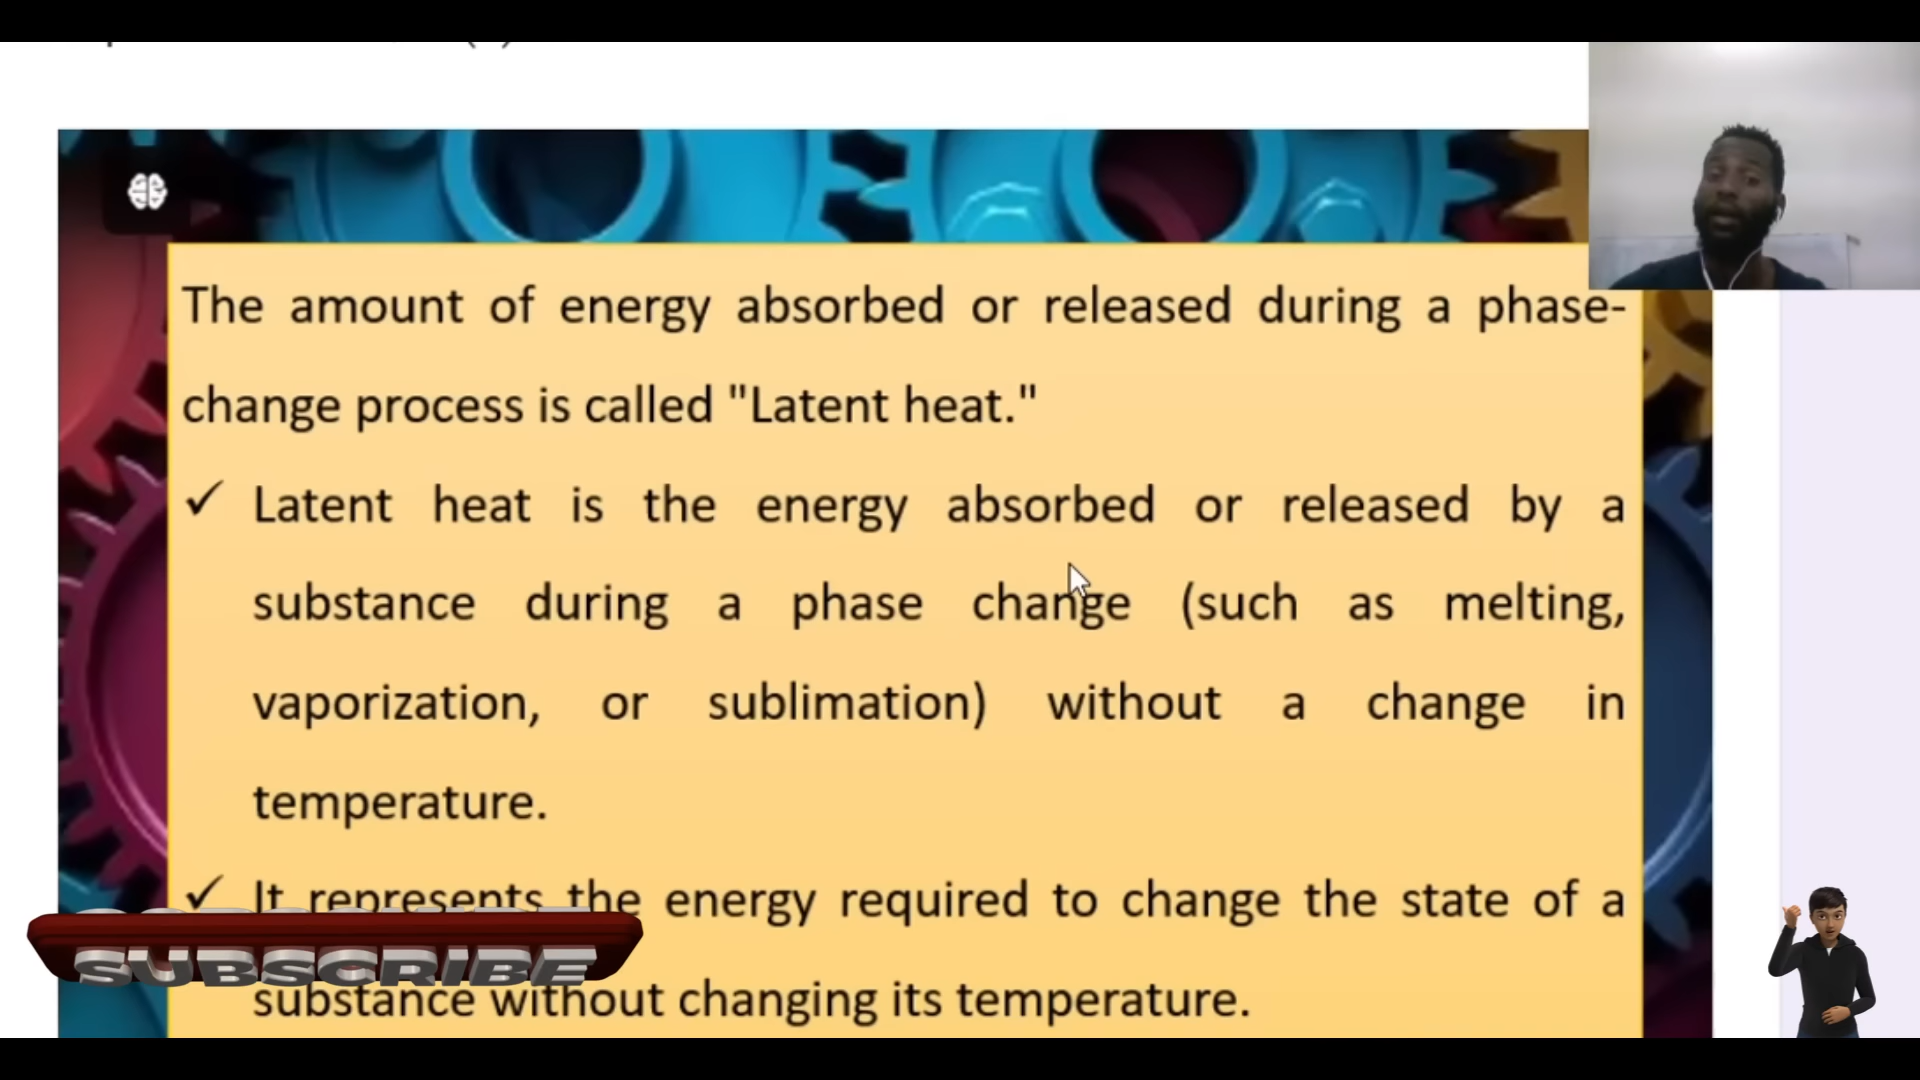 The amount of energy absorbed or released during a phase-
change process is called "Latent heat."
✓ Latent heat is the energy absorbed or released by a
substance during a phase change (such as melting,
vaporization, or sublimation) without a change in
temperature.
✓ It represents the energy required to change the state of a
SUBSCRIBE
substance without changing its temperature.